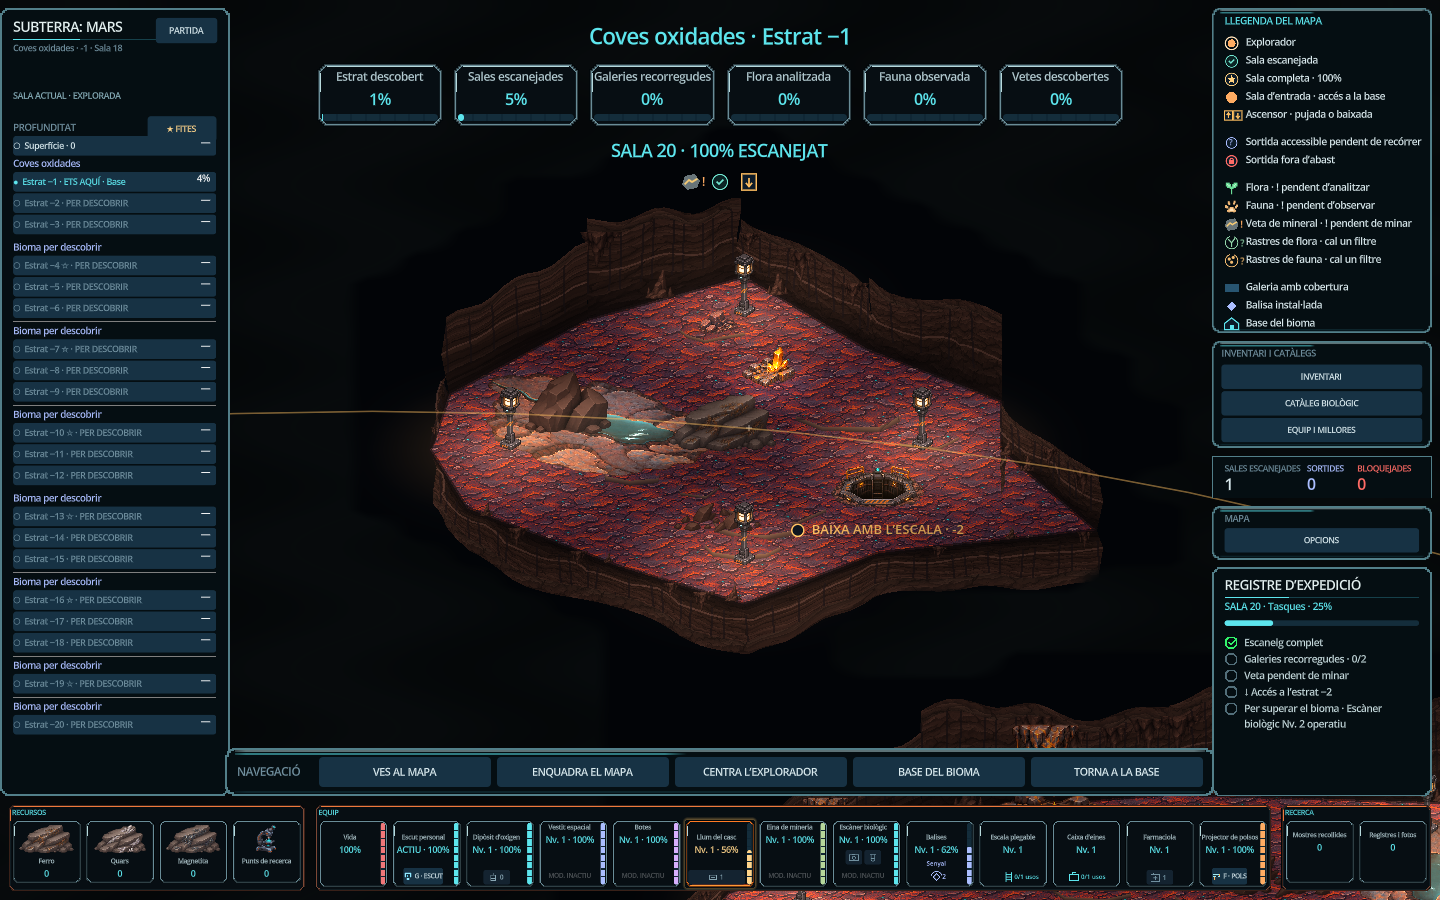 SUBTERRA: MARS
PARTIDA
Coves oxidades · -1 · Sala 18
SALA ACTUAL · EXPLORADA
PROFUNDITAT
★ FITES
Superfície · 0 —
Coves oxidades
Estrat −1 · ETS AQUÍ · Base 4%
Estrat −2 · PER DESCOBRIR —
Estrat −3 · PER DESCOBRIR —
Bioma per descobrir
Estrat −4 ☆ · PER DESCOBRIR —
Estrat −5 · PER DESCOBRIR —
Estrat −6 · PER DESCOBRIR —
Bioma per descobrir
Estrat −7 ☆ · PER DESCOBRIR —
Estrat −8 · PER DESCOBRIR —
Estrat −9 · PER DESCOBRIR —
Bioma per descobrir
Estrat −10 ☆ · PER DESCOBRIR —
Estrat −11 · PER DESCOBRIR —
Estrat −12 · PER DESCOBRIR —
Bioma per descobrir
Estrat −13 ☆ · PER DESCOBRIR —
Estrat −14 · PER DESCOBRIR —
Estrat −15 · PER DESCOBRIR —
Bioma per descobrir
Estrat −16 ☆ · PER DESCOBRIR —
Estrat −17 · PER DESCOBRIR —
Estrat −18 · PER DESCOBRIR —
Bioma per descobrir
Estrat −19 ☆ · PER DESCOBRIR —
Bioma per descobrir
Estrat −20 · PER DESCOBRIR —
Coves oxidades · Estrat −1
Estrat descobert
1%
Sales escanejades
5%
Galeries recorregudes
0%
Flora analitzada
0%
Fauna observada
0%
Vetes descobertes
0%
SALA 20 · 100% ESCANEJAT
!
BAIXA AMB L'ESCALA · -2
LLEGENDA DEL MAPA
Explorador
Sala escanejada
Sala completa · 100%
Sala d'entrada · accés a la base
Ascensor · pujada o baixada
Sortida accessible pendent de recórrer
Sortida fora d'abast
Flora · ! pendent d'analitzar
Fauna · ! pendent d'observar
! Veta de mineral · ! pendent de minar
? Rastres de flora · cal un filtre
? Rastres de fauna · cal un filtre
Galeria amb cobertura
Balisa instal·lada
Base del bioma
INVENTARI I CATÀLEGS
INVENTARI
CATÀLEG BIOLÒGIC
EQUIP I MILLORES
SALES ESCANEJADES SORTIDES BLOQUEJADES
1 0 0
MAPA
OPCIONS
REGISTRE D'EXPEDICIÓ
SALA 20 · Tasques · 25%
Escaneig complet
Galeries recorregudes · 0/2
Veta pendent de minar
↓ Accés a l'estrat −2
Per superar el bioma · Escàner
biològic Nv. 2 operatiu
NAVEGACIÓ
VES AL MAPA
ENQUADRA EL MAPA
CENTRA L'EXPLORADOR
BASE DEL BIOMA
TORNA A LA BASE
RECURSOS
Ferro
0
Quars
0
Magnetita
0
Punts de recerca
0
EQUIP
Vida
100%
Escut personal
ACTIU · 100%
G · ESCUT
Dipòsit d'oxigen
Nv. 1 · 100%
0
Vestit espacial
Nv. 1 · 100%
MOD. INACTIU
Botes
Nv. 1 · 100%
MOD. INACTIU
Llum del casc
Nv. 1 · 56%
1
Eina de mineria
Nv. 1 · 100%
MOD. INACTIU
Escàner biològic
Nv. 1 · 100%
MOD. INACTIU
Balises
Nv. 1 · 62%
Senyal
2
Escala plegable
Nv. 1
0/1 usos
Caixa d'eines
Nv. 1
0/1 usos
Farmaciola
Nv. 1
1
Projector de polsos
Nv. 1 · 100%
F · POLS
RECERCA
Mostres recollides
0
Registres i fotos
0